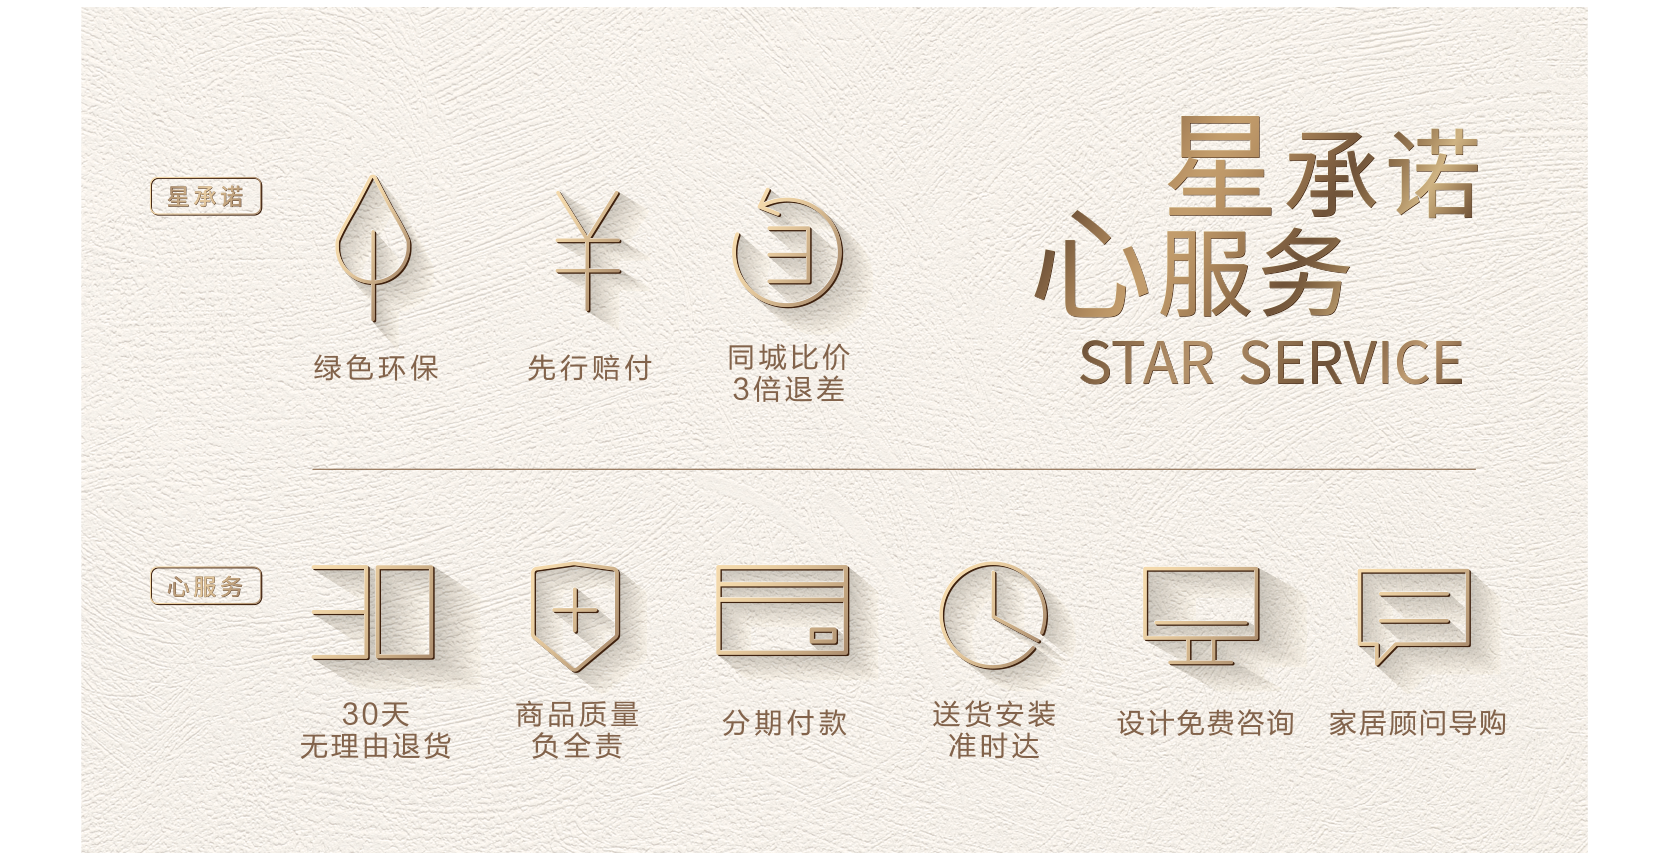 星承诺
心服务
STAR SERVICE
星承诺
绿色环保
先行赔付
同城比价
3倍退差
心服务
30天
无理由退货
商品质量
负全责
分期付款
送货安装
准时达
设计免费咨询
家居顾问导购